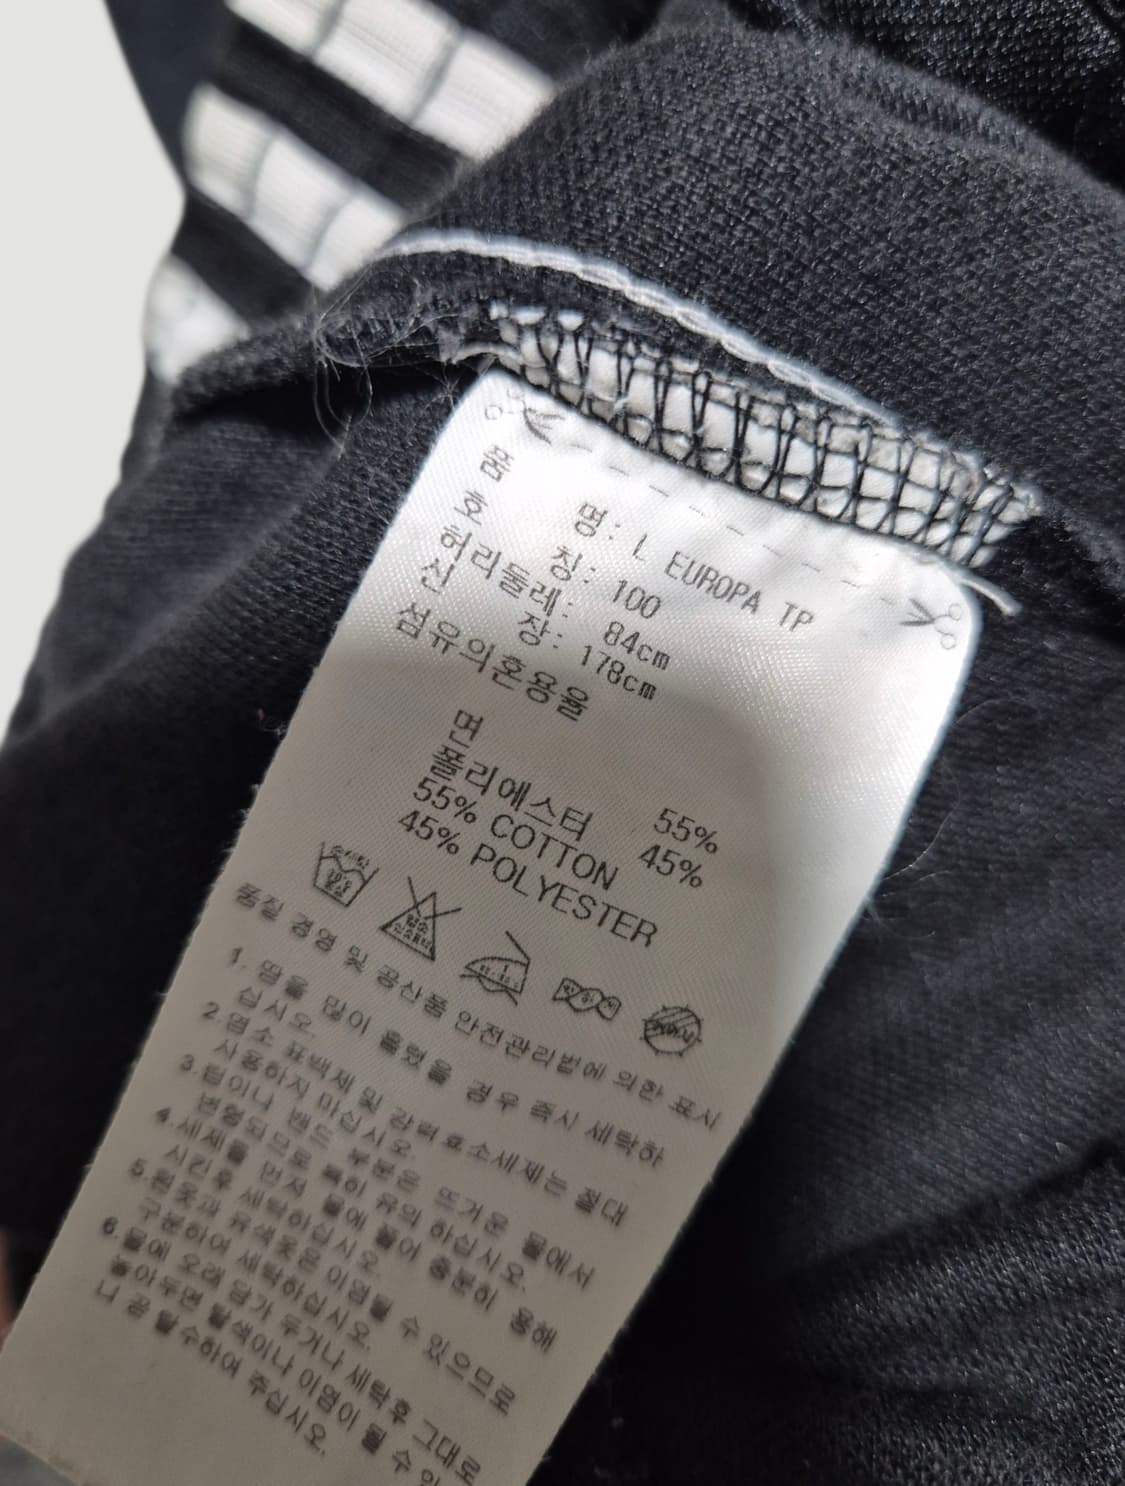 품 명: L EUROPA TP
호 칭: 100
허리둘레: 84cm
신 장: 178cm
섬유의혼용율
면 55%
폴리에스터 45%
55% COTTON
45% POLYESTER
품질경영 및 공산품 안전관리법에 의한 표시
1. 땀을 많이 흘렸을 경우 즉시 세탁하
십시오.
2. 염소 표백제 및 강력효소세제는 절대
사용하지 마십시오.
3. 팀이나 밴드 부분은 뜨거운 물에서
변형되므로 특히 유의 하십시오.
4. 세제를 먼저 물에 풀어 충분히 용해
시킨 후 세탁하십시오.
5. 흰옷과 유색옷은 이염될 수 있으므로
구분하여 세탁하십시오.
6. 물에 오래 담가 두거나 세탁후 그대로
놓아두면 탈색이나 이염이 될 수 있
니 곧 탈수하여 주십시오.